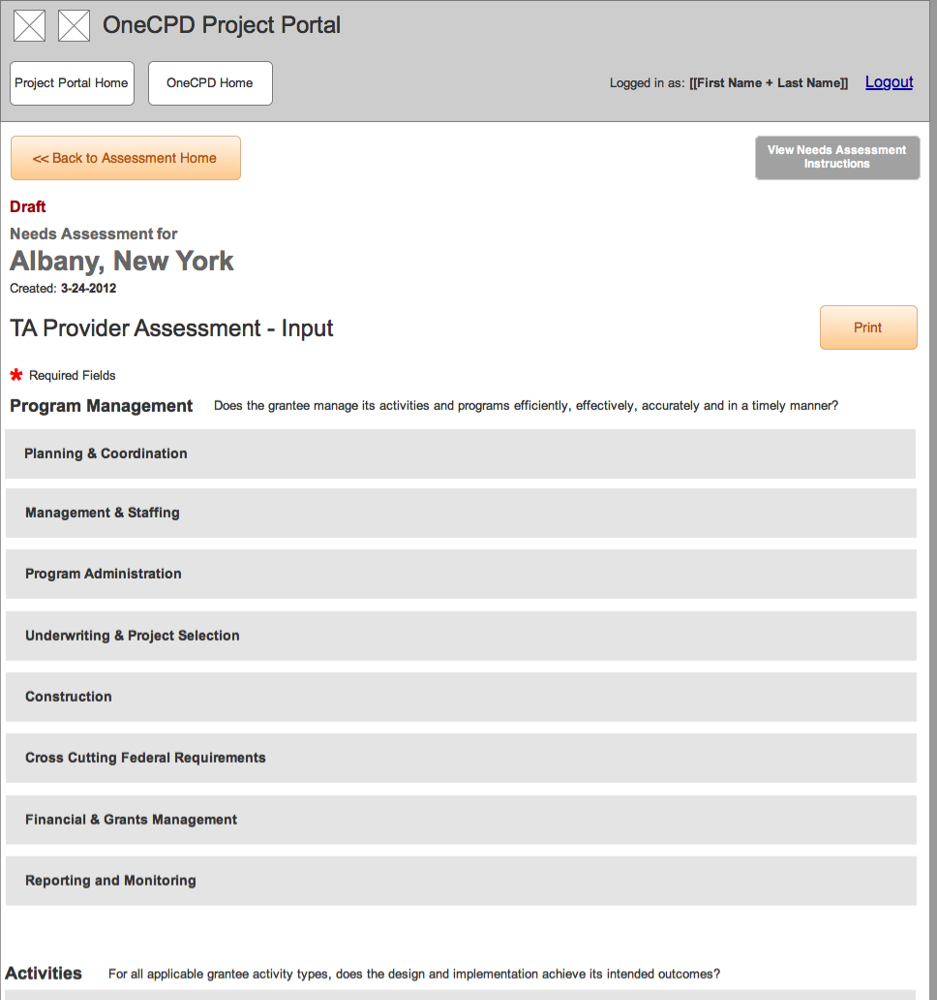 OneCPD Project Portal
Project Portal Home
OneCPD Home
Logged in as: [[First Name + Last Name]]
Logout
<< Back to Assessment Home
View Needs Assessment
Instructions
Draft
Needs Assessment for
Albany, New York
Created: 3-24-2012
TA Provider Assessment - Input
Print
* Required Fields
Program Management Does the grantee manage its activities and programs efficiently, effectively, accurately and in a timely manner?
Planning & Coordination
Management & Staffing
Program Administration
Underwriting & Project Selection
Construction
Cross Cutting Federal Requirements
Financial & Grants Management
Reporting and Monitoring
Activities For all applicable grantee activity types, does the design and implementation achieve its intended outcomes?